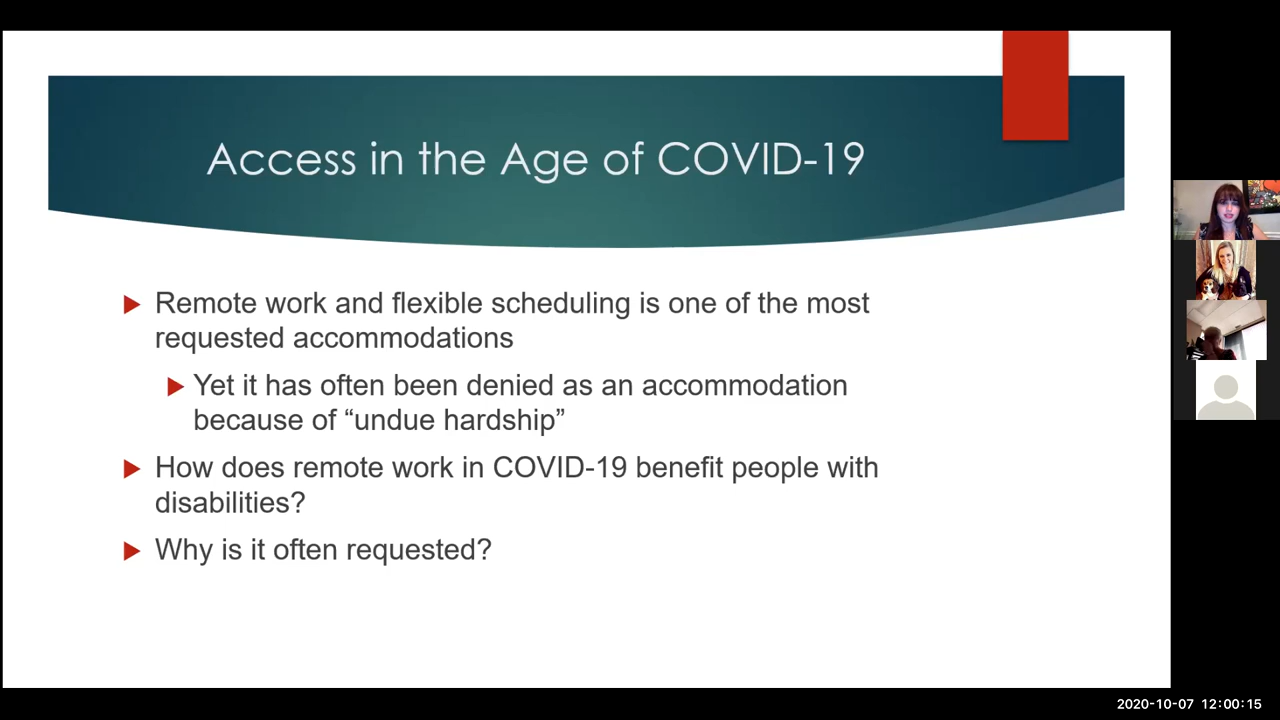 Access in the Age of COVID-19
Remote work and flexible scheduling is one of the most
requested accommodations
Yet it has often been denied as an accommodation
because of “undue hardship”
How does remote work in COVID-19 benefit people with
disabilities?
Why is it often requested?
2020-10-07 12:00:15